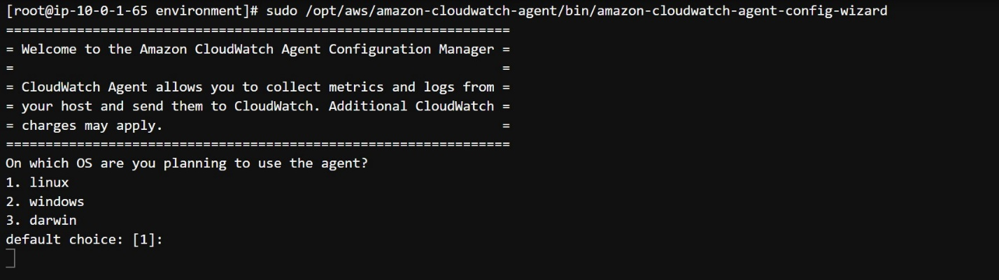 [root@ip-10-0-1-65 environment]# sudo /opt/aws/amazon-cloudwatch-agent/bin/amazon-cloudwatch-agent-config-wizard
================================================================
= Welcome to the Amazon CloudWatch Agent Configuration Manager =
=                                                              =
= CloudWatch Agent allows you to collect metrics and logs from =
= your host and send them to CloudWatch. Additional CloudWatch =
= charges may apply.                                           =
================================================================
On which OS are you planning to use the agent?
1. linux
2. windows
3. darwin
default choice: [1]: